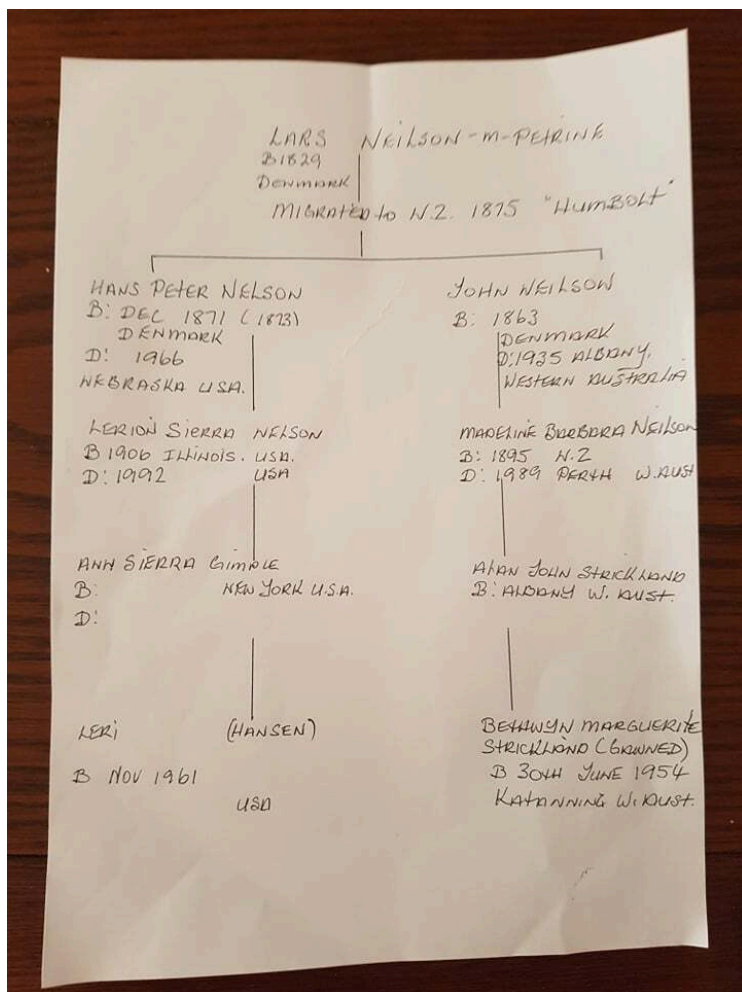 LARS NEILSON - M - PETRINE
B 1829
DENMARK
MIGRATED to N.Z. 1875 "HUMBOLT"
HANS PETER NELSON
B: DEC 1871 (1873)
DENMARK
D: 1966
NEBRASKA USA.
LERION SIERRA NELSON
B 1906 ILLINOIS. USA.
D: 1992 USA
ANN SIERRA GIMPLE
B: NEW YORK U.S.A.
D:
LERI (HANSEN)
B NOV 1961
USA
JOHN NEILSON
B: 1863
DENMARK
D: 1935 ALBANY.
WESTERN AUSTRALIA
MADELINE BARBARA NEILSON
B: 1895 N.Z
D: 1989 PERTH W.AUST
ALAN JOHN STRICKLAND
B: ALBANY W. AUST.
BETHWYN MARGUERITE
STRICKLAND (GAWNED)
B 30TH JUNE 1954
KATANNING W. AUST.